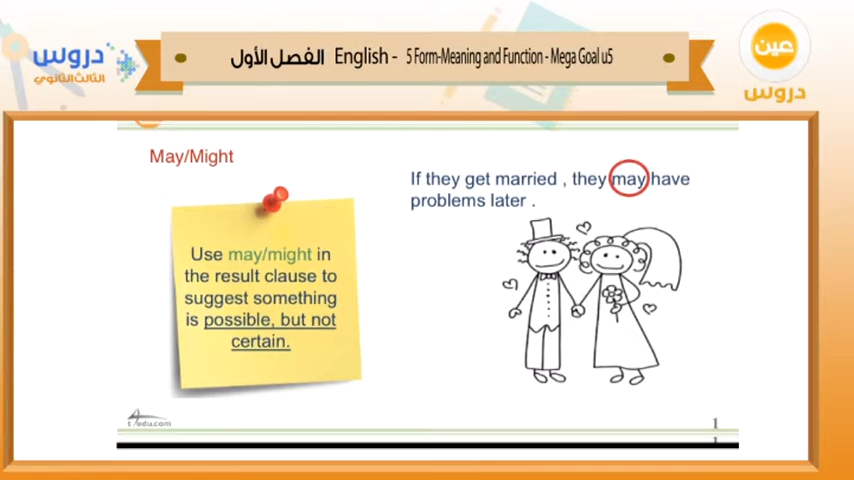 دروس
الثالث الثانوي
الفصل الأول English - 5 Form-Meaning and Function - Mega Goal u5
عين
دروس
May/Might
If they get married , they may have
problems later .
Use may/might in
the result clause to
suggest something
is possible, but not
certain.
1
1